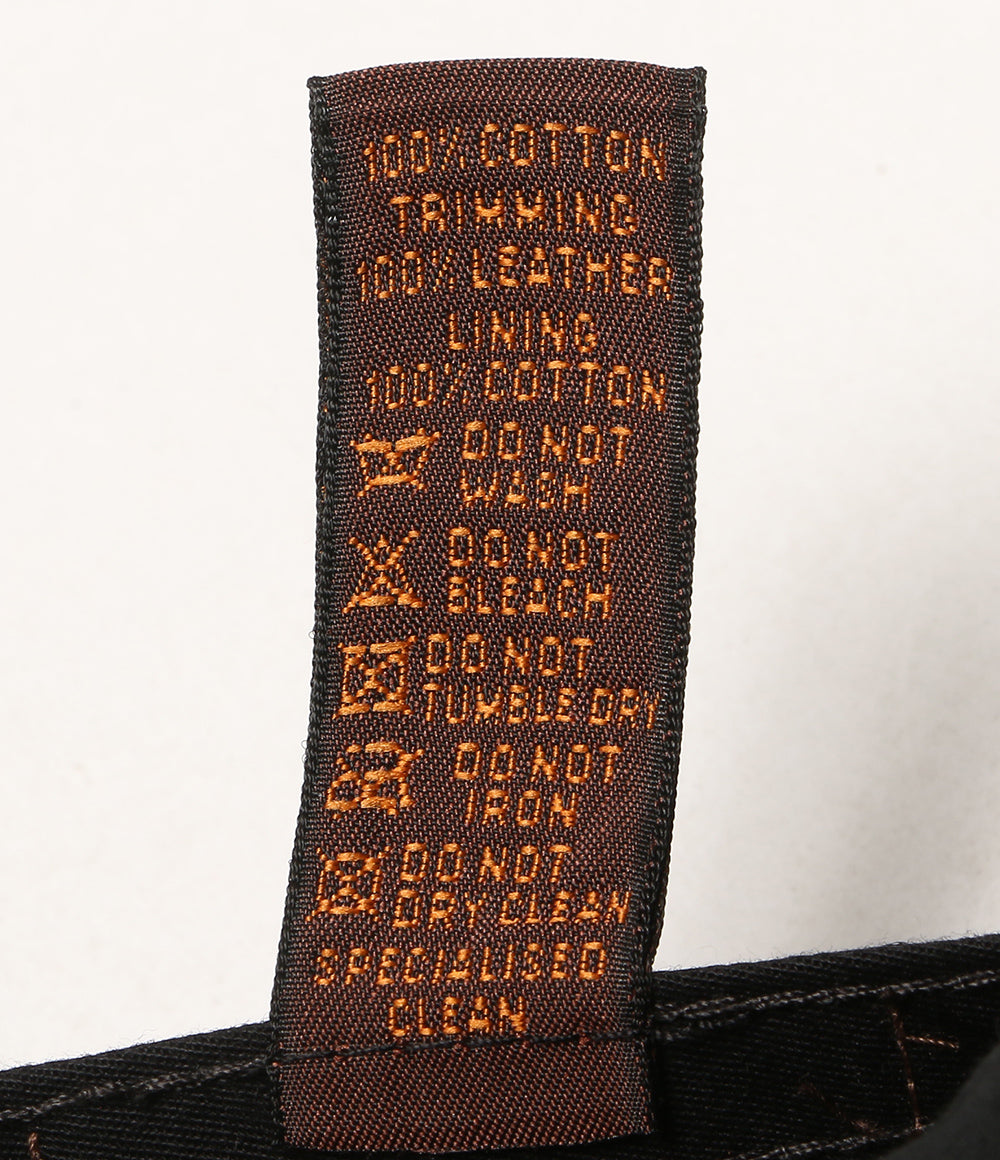 100% COTTON
TRIMMING
100% LEATHER
LINING
100% COTTON
DO NOT
WASH
DO NOT
BLEACH
DO NOT
TUMBLE DRY
DO NOT
IRON
DO NOT
DRY CLEAN
SPECIALISED
CLEAN